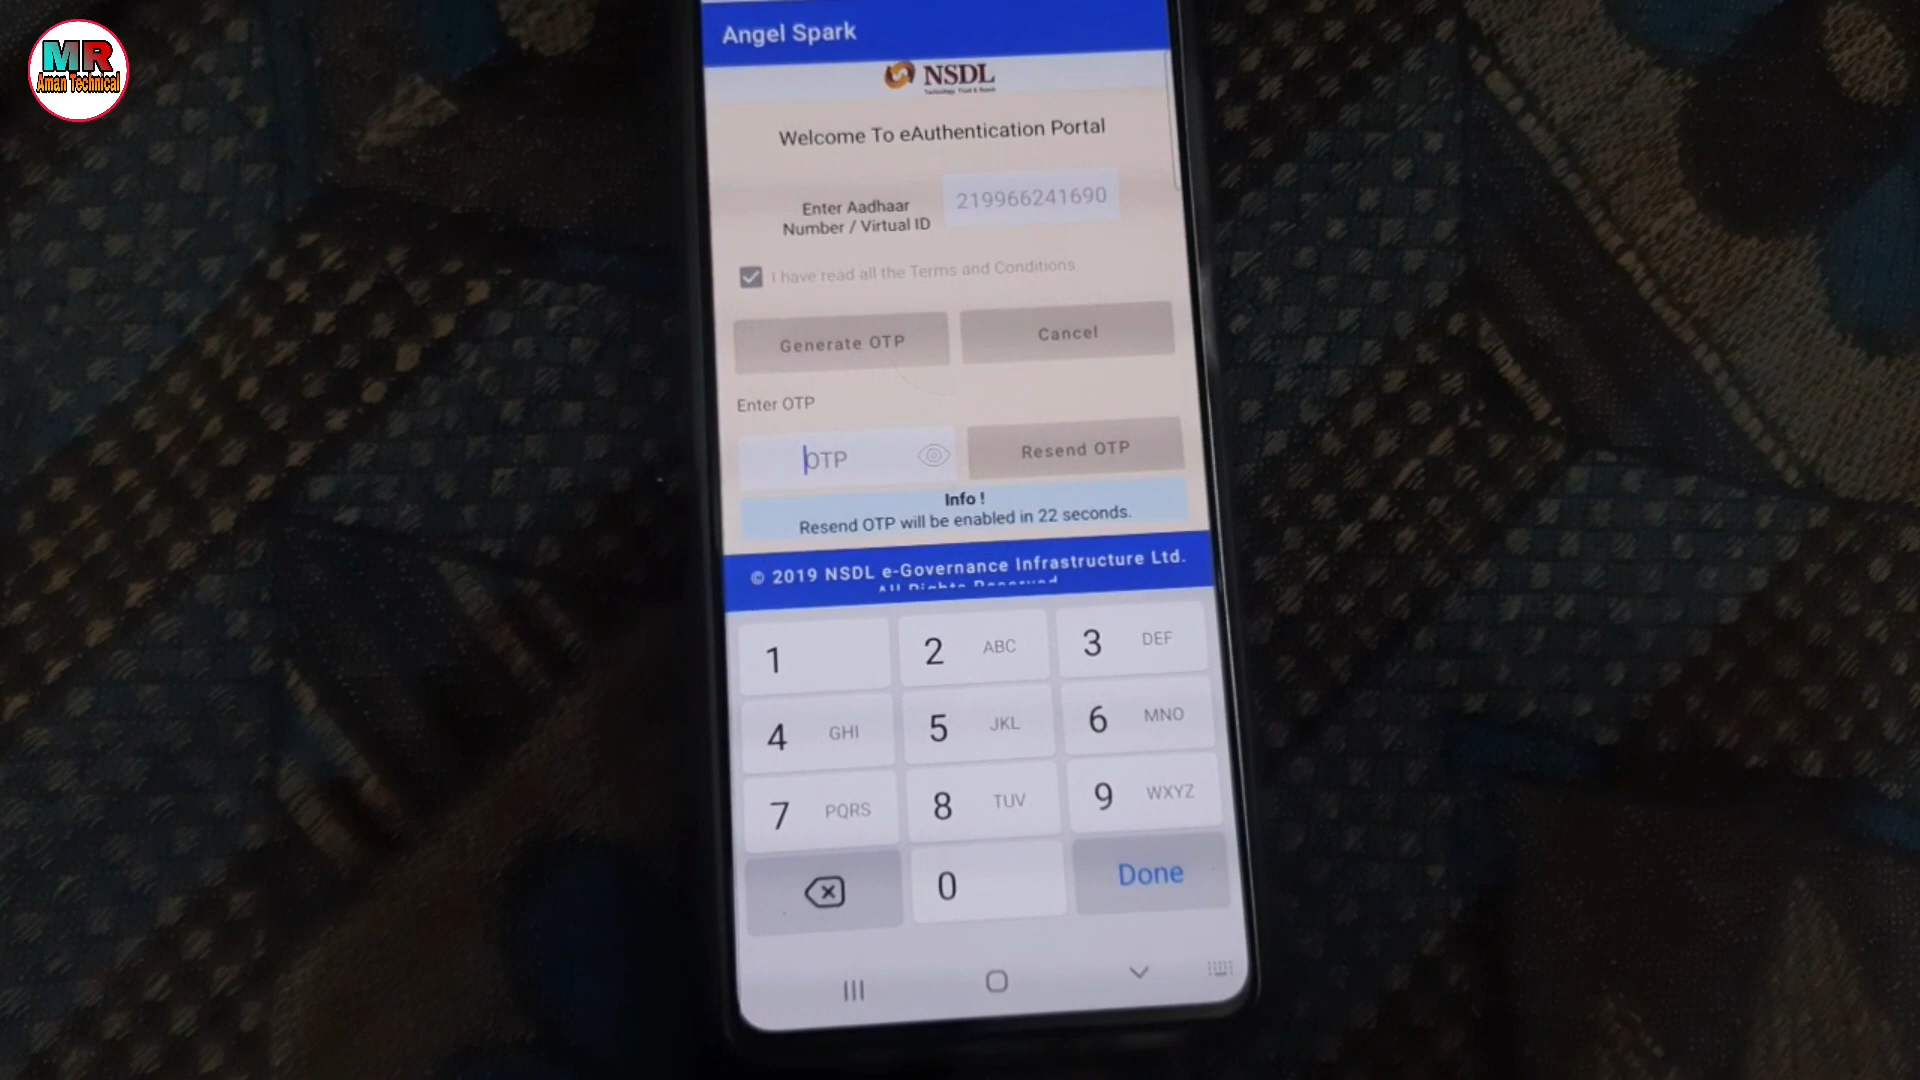 MR
Aman Technical
Angel Spark
NSDL
Technology, Trust & Reach
Welcome To eAuthentication Portal
Enter Aadhaar
Number / Virtual ID
219966241690
I have read all the Terms and Conditions
Generate OTP
Cancel
Enter OTP
OTP
Resend OTP
Info !
Resend OTP will be enabled in 22 seconds.
© 2019 NSDL e-Governance Infrastructure Ltd.
All Rights Reserved
1
2 ABC
3 DEF
4 GHI
5 JKL
6 MNO
7 PQRS
8 TUV
9 WXYZ
0
Done